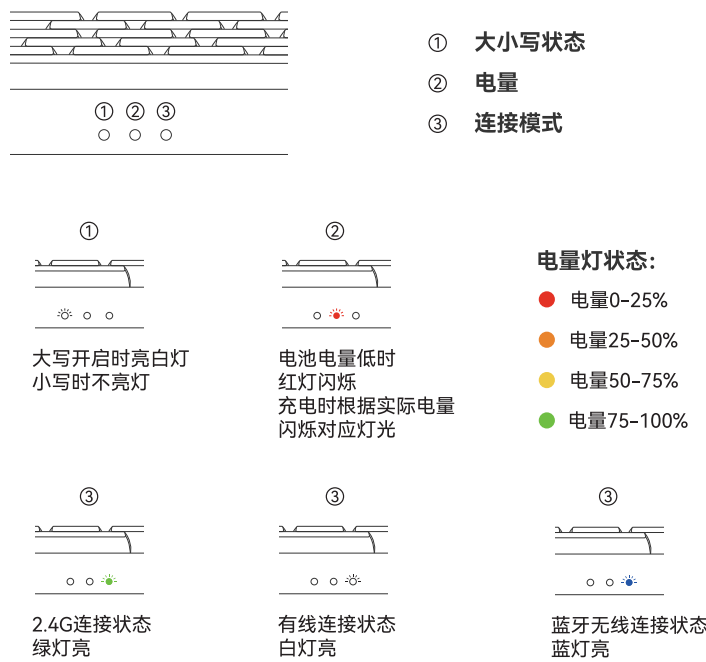 ① 大小写状态
② 电量
③ 连接模式
① ② ③
①
大写开启时亮白灯
小写时不亮灯
②
电池电量低时
红灯闪烁
充电时根据实际电量
闪烁对应灯光
电量灯状态:
电量0-25%
电量25-50%
电量50-75%
电量75-100%
③
2.4G连接状态
绿灯亮
③
有线连接状态
白灯亮
③
蓝牙无线连接状态
蓝灯亮